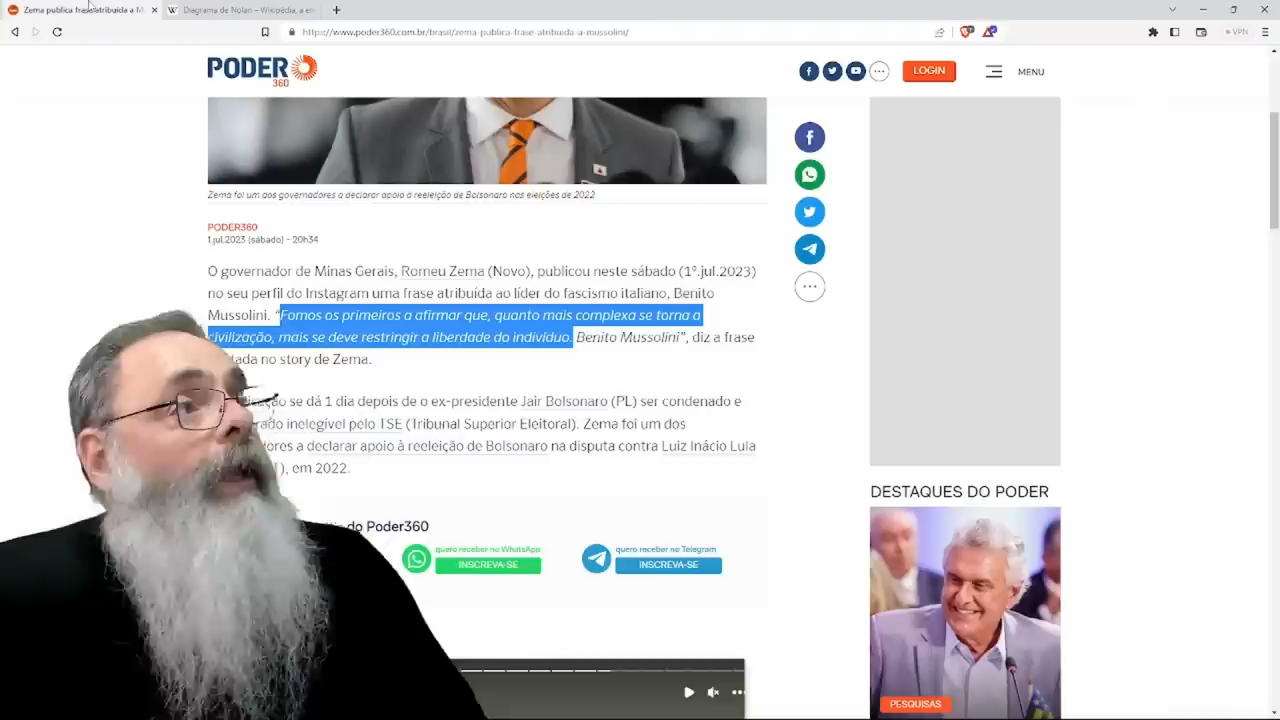 Zema publica frase atribuída a M
Diagrama de Nolan – Wikipédia, a en
https://www.poder360.com.br/brasil/zema-publica-frase-atribuida-a-mussolini/
VPN
PODER
360
LOGIN
MENU
Zema foi um dos governadores a declarar apoio à reeleição de Bolsonaro nas eleições de 2022
PODER360
1.jul.2023 (sábado) - 20h34
O governador de Minas Gerais, Romeu Zema (Novo), publicou neste sábado (1º.jul.2023)
no seu perfil do Instagram uma frase atribuída ao líder do fascismo italiano, Benito
Mussolini. “Fomos os primeiros a afirmar que, quanto mais complexa se torna a
civilização, mais se deve restringir a liberdade do indivíduo. Benito Mussolini”, diz a frase
tada no story de Zema.
ação se dá 1 dia depois de o ex-presidente Jair Bolsonaro (PL) ser condenado e
rado inelegível pelo TSE (Tribunal Superior Eleitoral). Zema foi um dos
ores a declarar apoio à reeleição de Bolsonaro na disputa contra Luiz Inácio Lula
), em 2022.
do Poder360
quero receber no WhatsApp
INSCREVA-SE
quero receber no Telegram
INSCREVA-SE
DESTAQUES DO PODER
PESQUISAS